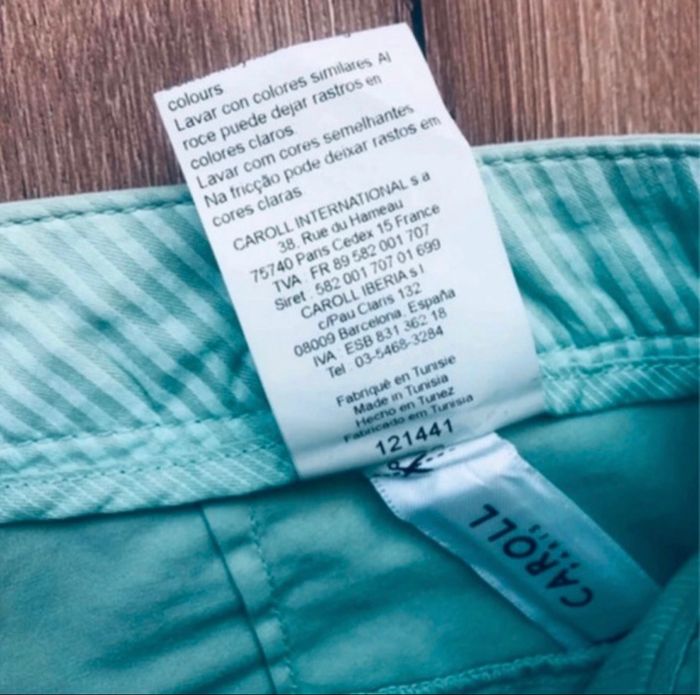 colours.
Lavar con colores similares. Al
roce puede dejar rastros en
colores claros.
Lavar com cores semelhantes.
Na fricção pode deixar rastos em
cores claras.
CAROLL INTERNATIONAL s a
38, Rue du Hameau
75740 Paris Cedex 15 France
TVA : FR 89 582 001 707
Siret : 582 001 707 01 699
CAROLL IBERIA s l
c/Pau Claris 132
08009 Barcelona, España
IVA : ESB 831 362 18
Tel : 03-5468-3284
Fabriqué en Tunisie
Made in Tunisia
Hecho en Tunez
Fabricado em Tunisia
121441
CAROLL
PARIS